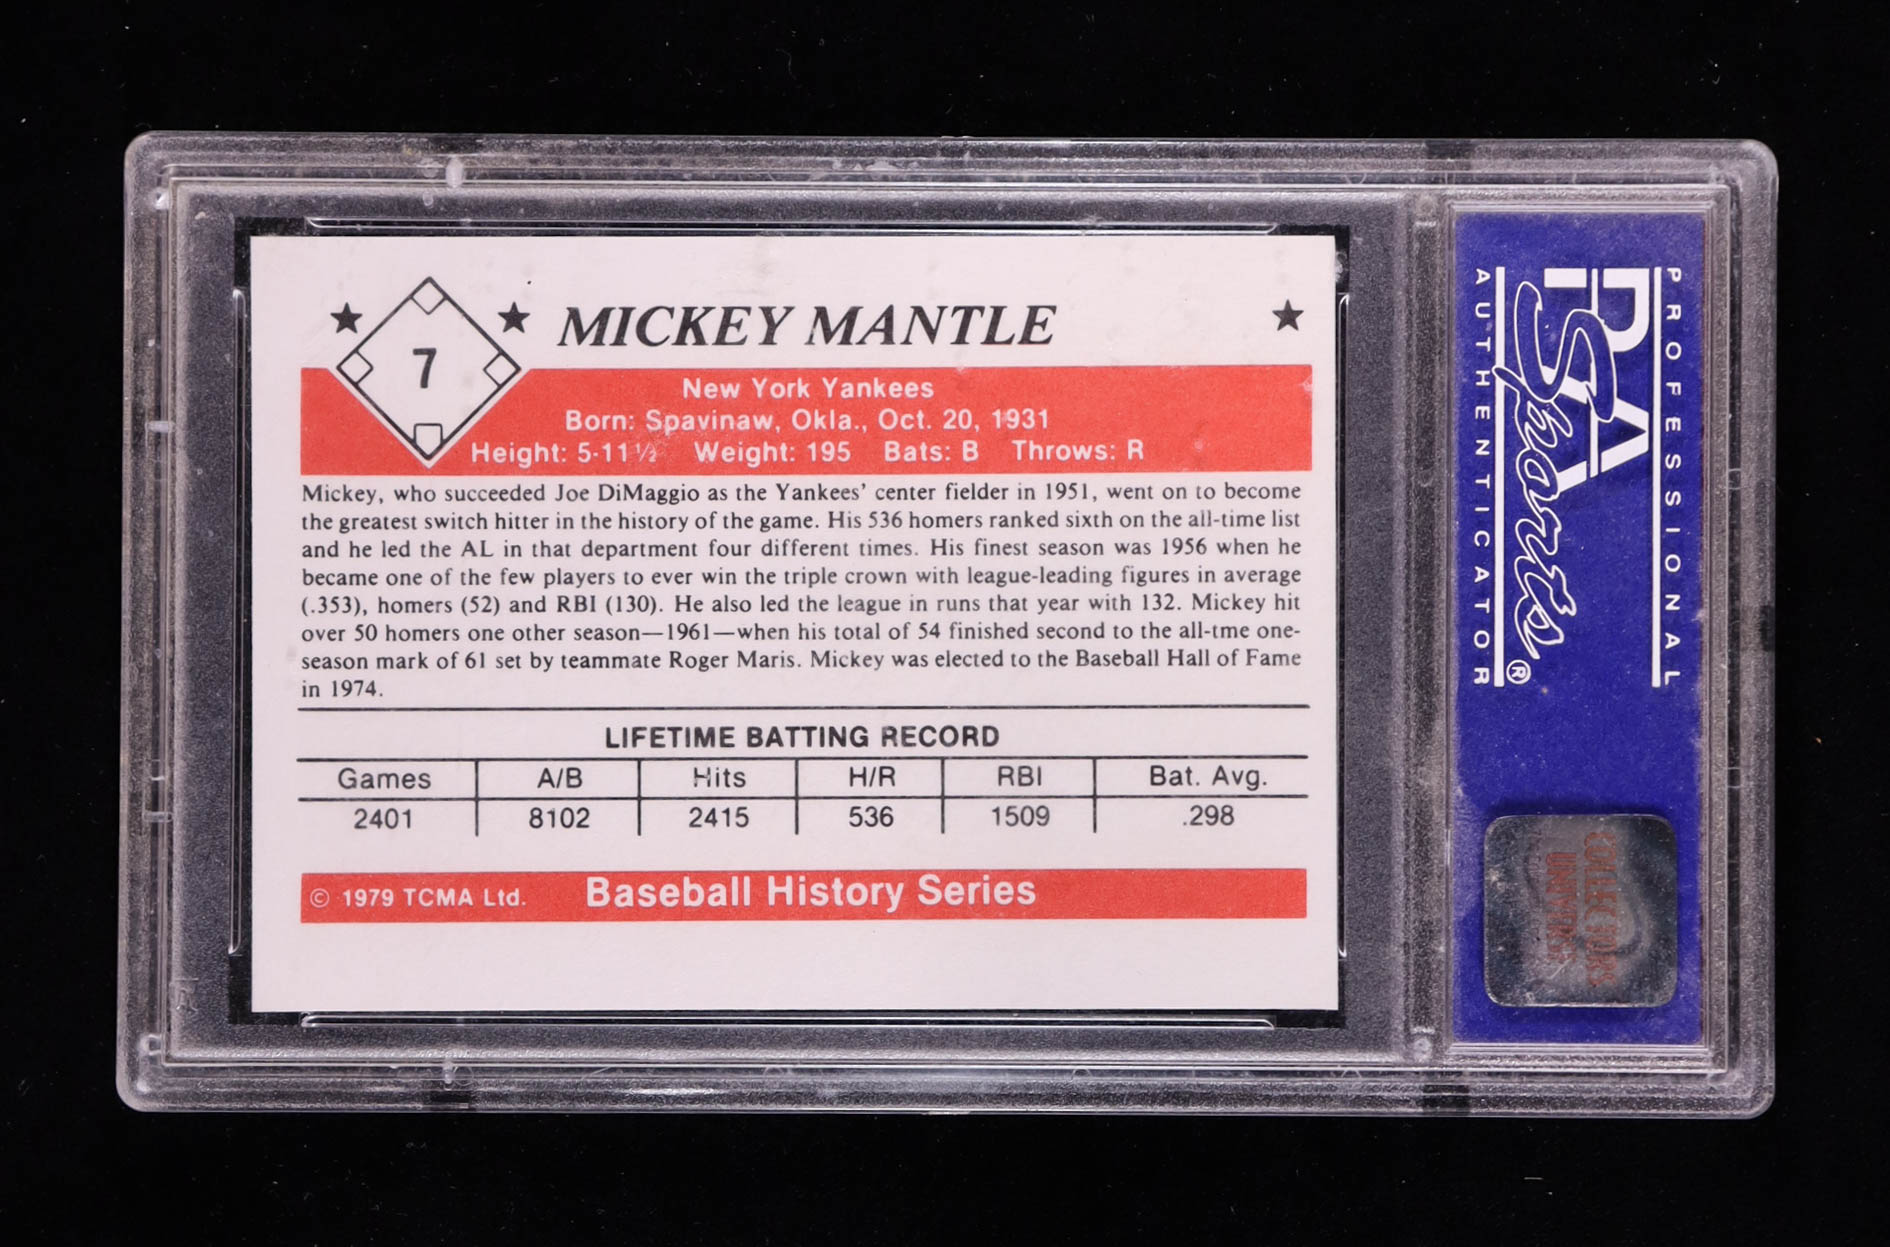 7
MICKEY MANTLE
New York Yankees
Born: Spavinaw, Okla., Oct. 20, 1931
Height: 5-11½ Weight: 195 Bats: B Throws: R
Mickey, who succeeded Joe DiMaggio as the Yankees' center fielder in 1951, went on to become
the greatest switch hitter in the history of the game. His 536 homers ranked sixth on the all-time list
and he led the AL in that department four different times. His finest season was 1956 when he
became one of the few players to ever win the triple crown with league-leading figures in average
(.353), homers (52) and RBI (130). He also led the league in runs that year with 132. Mickey hit
over 50 homers one other season—1961—when his total of 54 finished second to the all-tme one-
season mark of 61 set by teammate Roger Maris. Mickey was elected to the Baseball Hall of Fame
in 1974.
LIFETIME BATTING RECORD
Games A/B Hits H/R RBI Bat. Avg.
2401 8102 2415 536 1509 .298
© 1979 TCMA Ltd. Baseball History Series
PROFESSIONAL
PSA
Sports®
AUTHENTICATOR
COLLECTORS
UNIVERSE